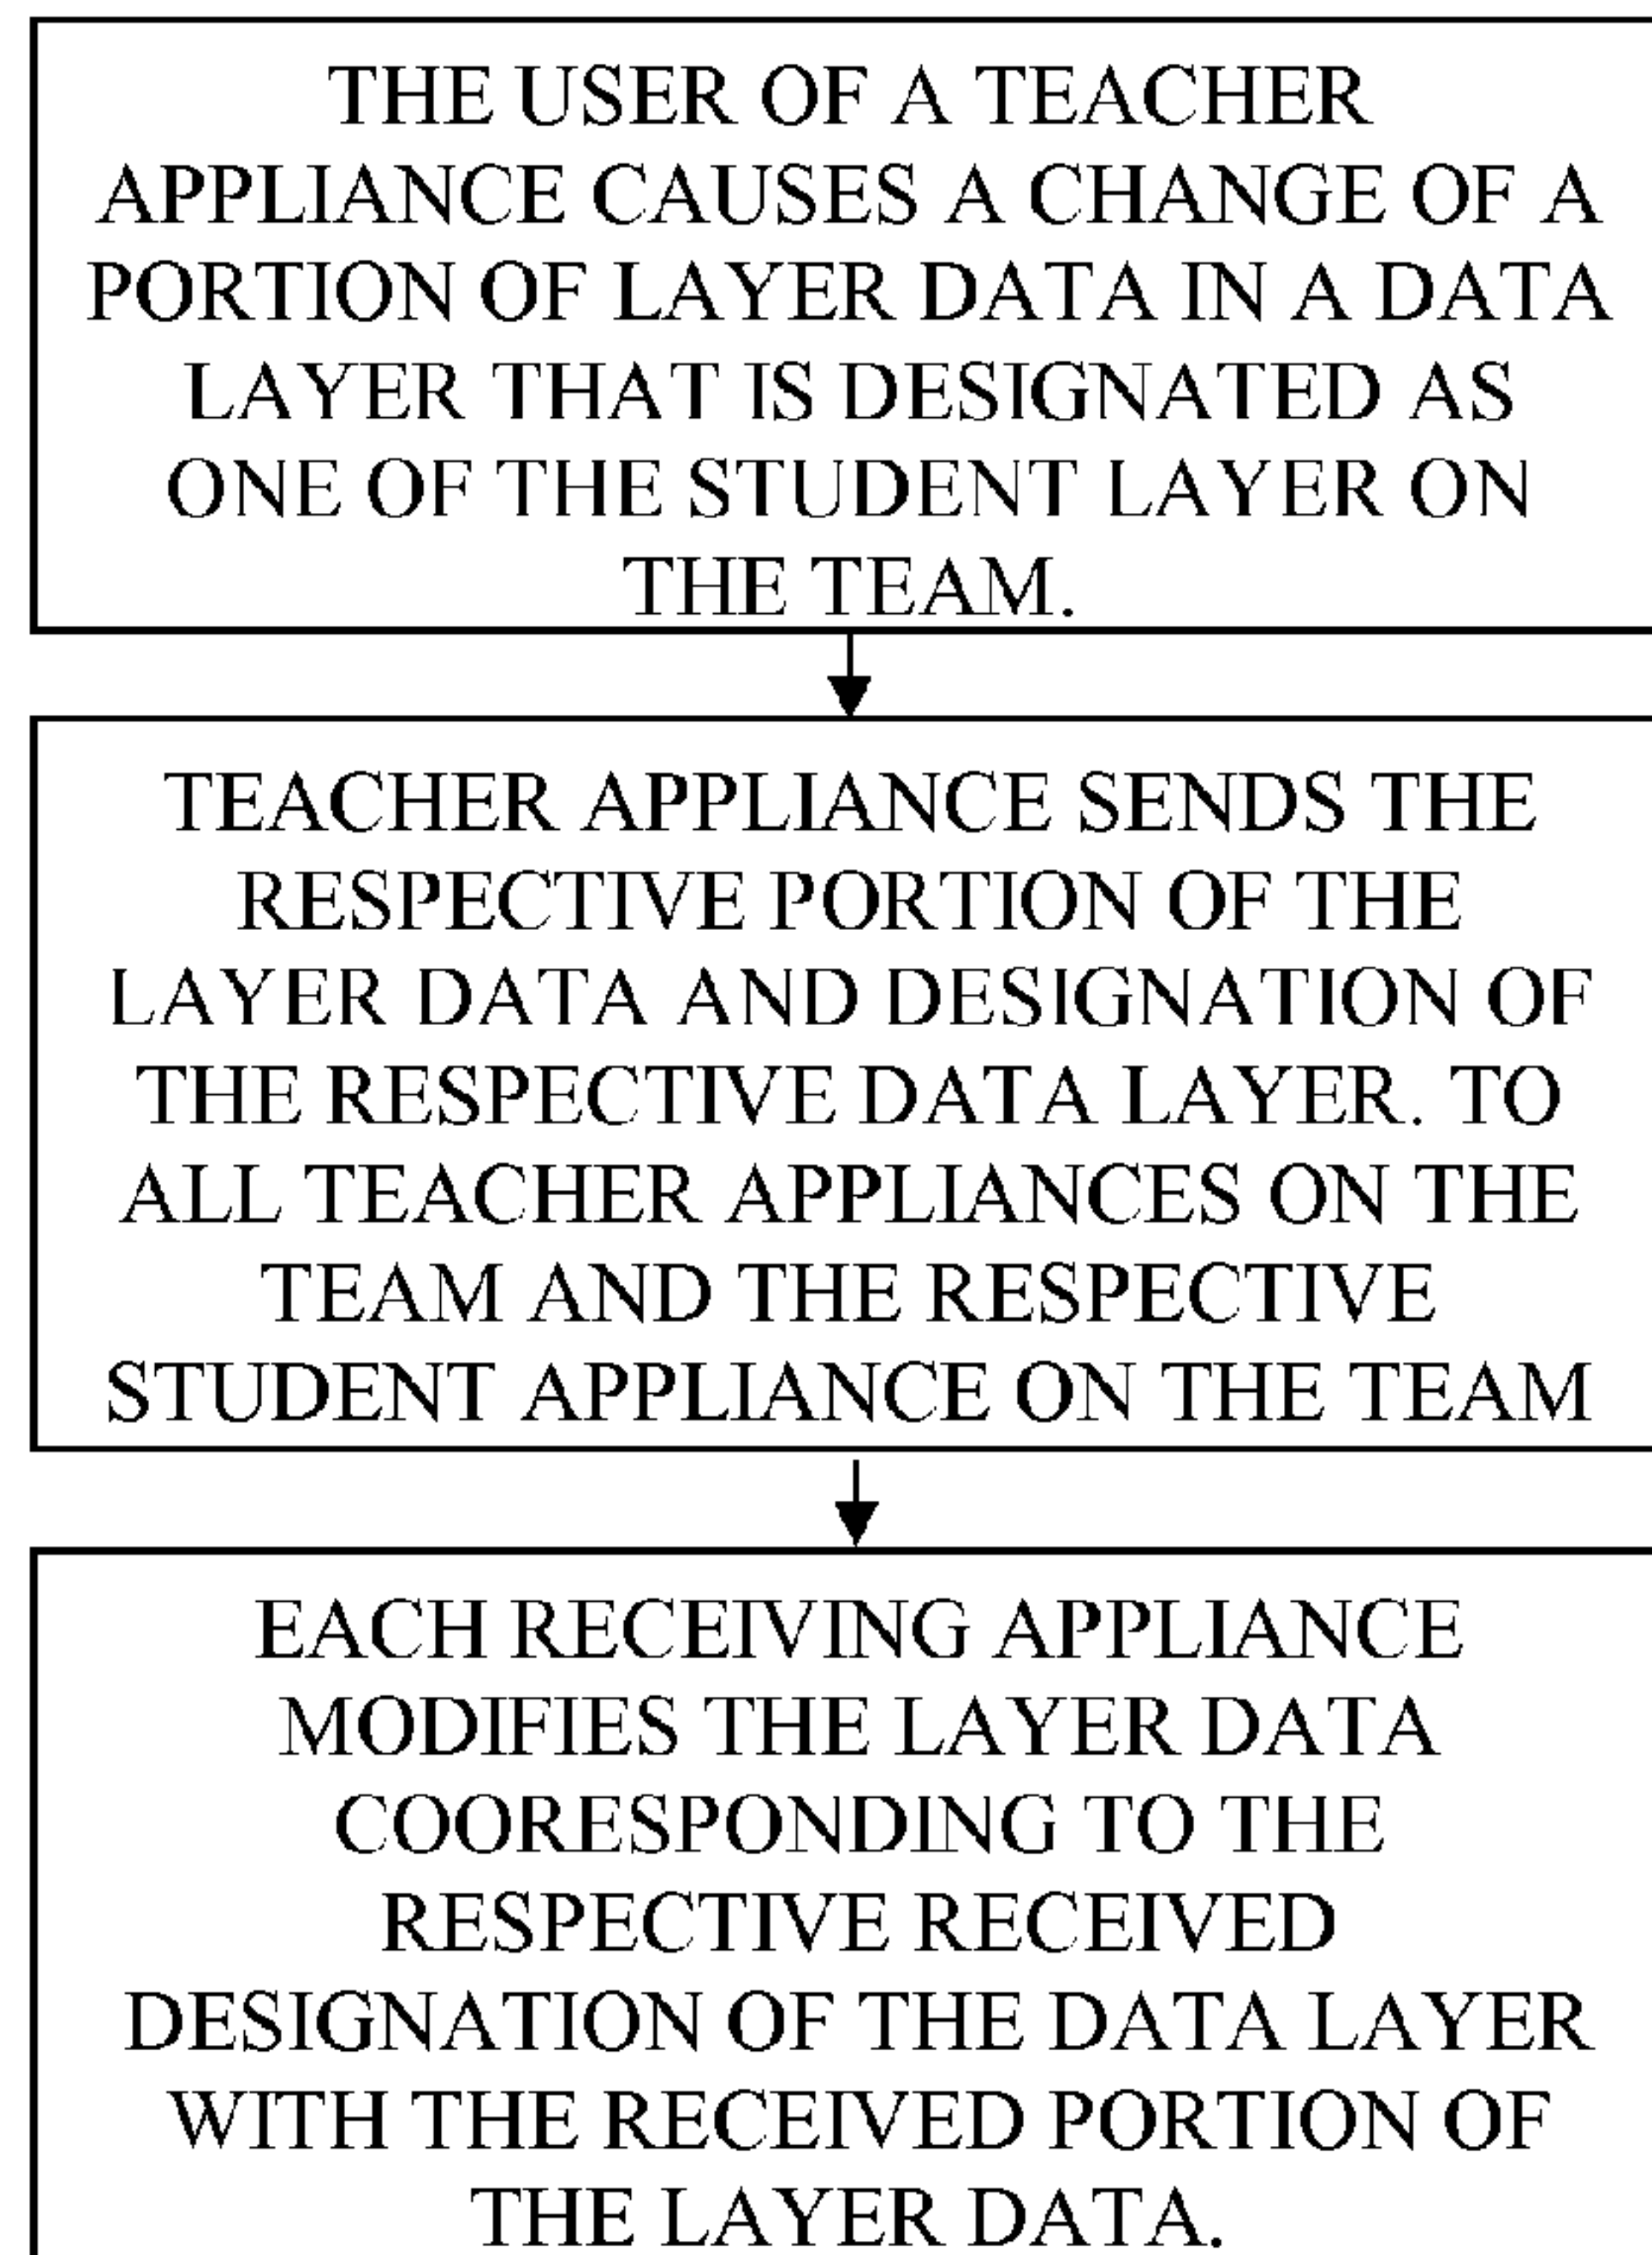 THE USER OF A TEACHER
APPLIANCE CAUSES A CHANGE OF A
PORTION OF LAYER DATA IN A DATA
LAYER THAT IS DESIGNATED AS
ONE OF THE STUDENT LAYER ON
THE TEAM.
TEACHER APPLIANCE SENDS THE
RESPECTIVE PORTION OF THE
LAYER DATA AND DESIGNATION OF
THE RESPECTIVE DATA LAYER. TO
ALL TEACHER APPLIANCES ON THE
TEAM AND THE RESPECTIVE
STUDENT APPLIANCE ON THE TEAM
EACH RECEIVING APPLIANCE
MODIFIES THE LAYER DATA
COORESPONDING TO THE
RESPECTIVE RECEIVED
DESIGNATION OF THE DATA LAYER
WITH THE RECEIVED PORTION OF
THE LAYER DATA.